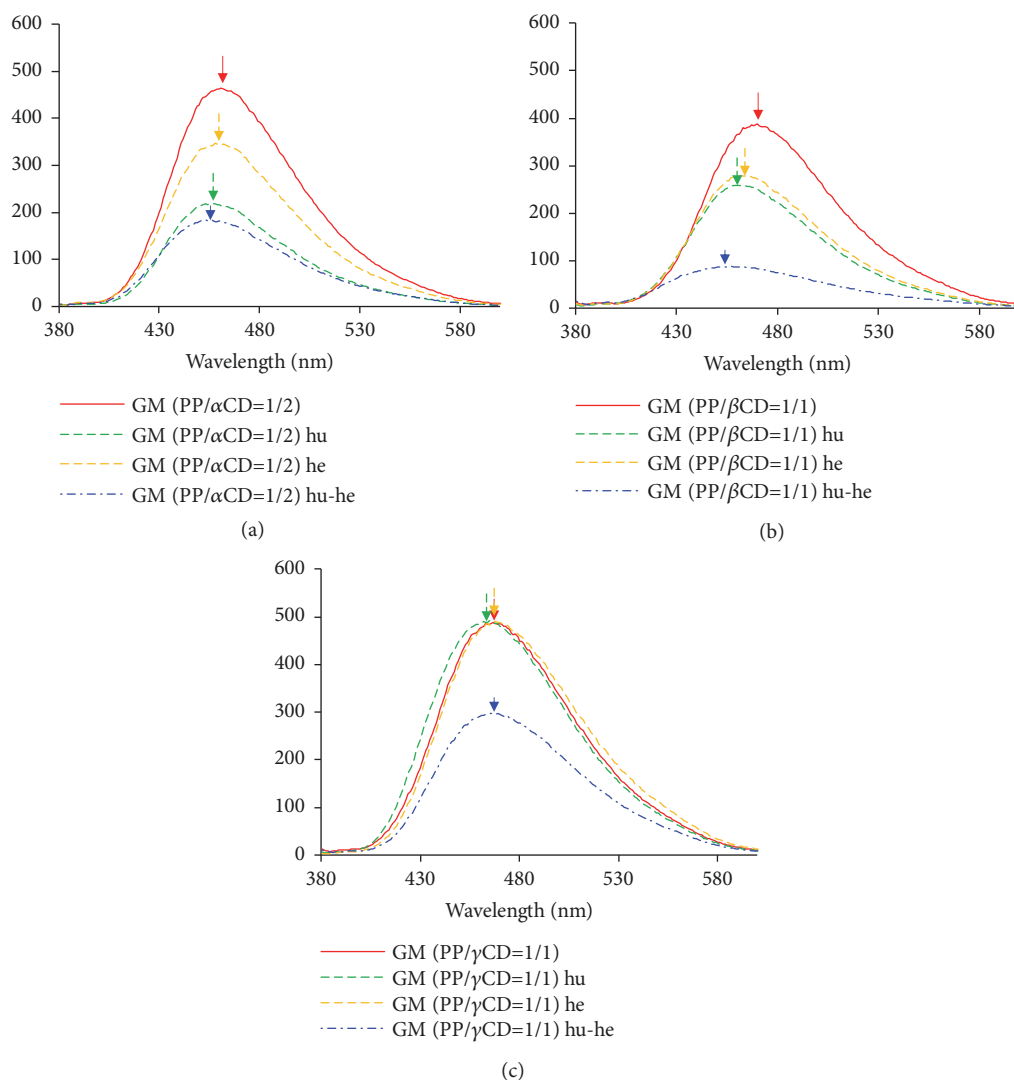 600
500
400
300
200
100
0
380 430 480 530 580
Wavelength (nm)
GM (PP/αCD=1/2)
GM (PP/αCD=1/2) hu
GM (PP/αCD=1/2) he
GM (PP/αCD=1/2) hu-he
(a)
600
500
400
300
200
100
0
380 430 480 530 580
Wavelength (nm)
GM (PP/βCD=1/1)
GM (PP/βCD=1/1) hu
GM (PP/βCD=1/1) he
GM (PP/βCD=1/1) hu-he
(b)
600
500
400
300
200
100
0
380 430 480 530 580
Wavelength (nm)
GM (PP/γCD=1/1)
GM (PP/γCD=1/1) hu
GM (PP/γCD=1/1) he
GM (PP/γCD=1/1) hu-he
(c)